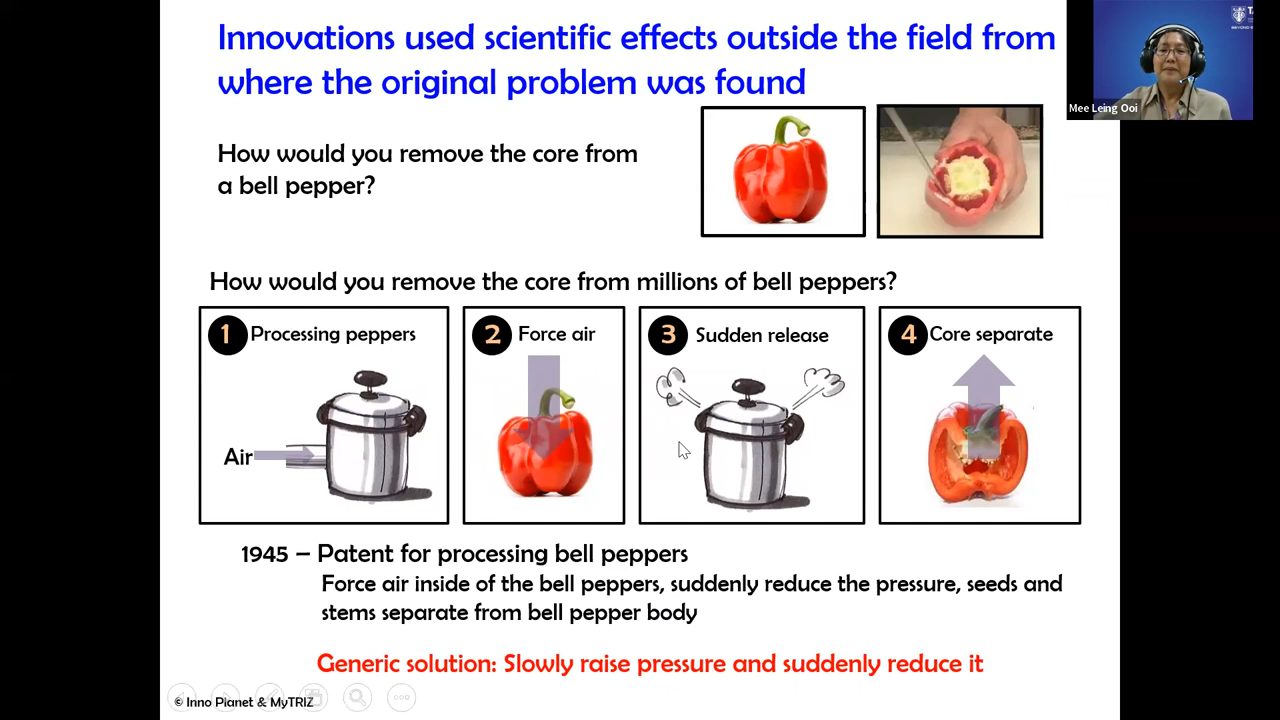 Innovations used scientific effects outside the field from
where the original problem was found
Mee Leing Ooi
How would you remove the core from
a bell pepper?
How would you remove the core from millions of bell peppers?
1 Processing peppers
Air
2 Force air
3 Sudden release
4 Core separate
1945 – Patent for processing bell peppers
Force air inside of the bell peppers, suddenly reduce the pressure, seeds and
stems separate from bell pepper body
Generic solution: Slowly raise pressure and suddenly reduce it
© Inno Planet & MyTRIZ